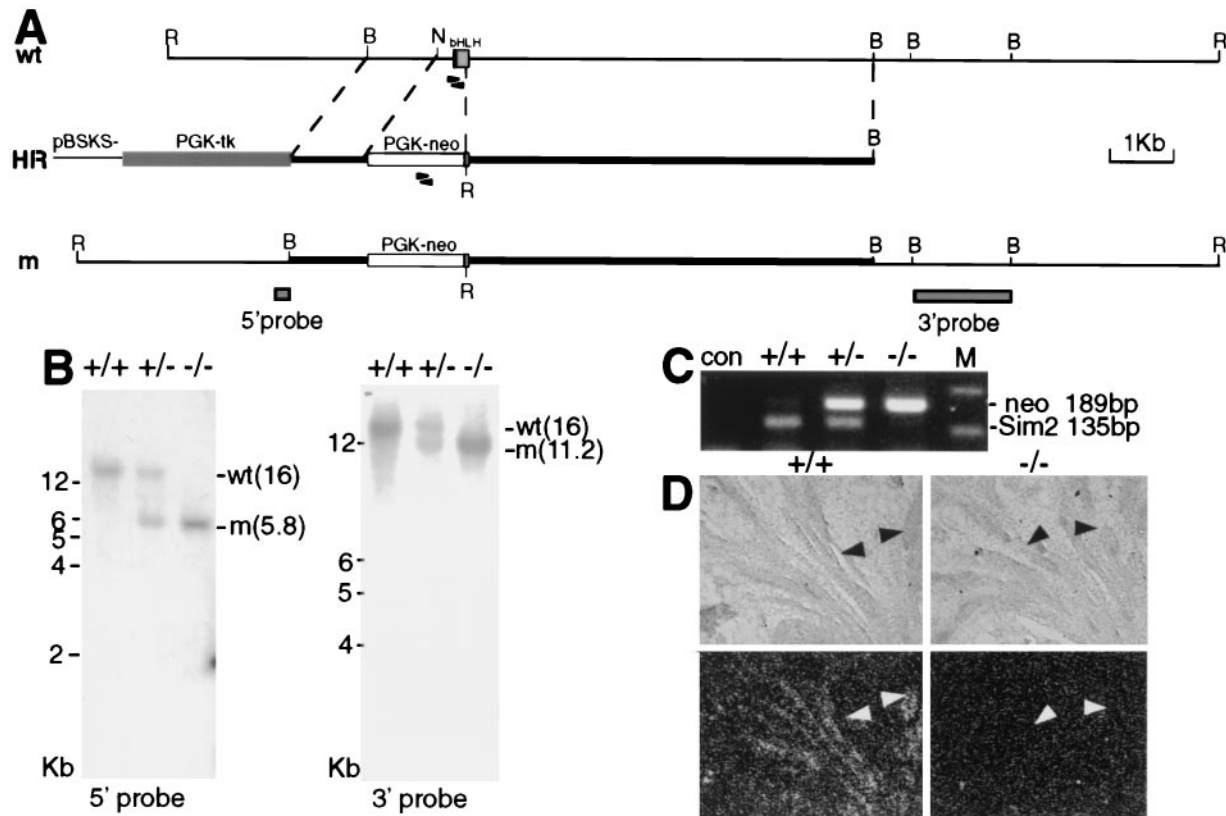 A
R B N bHLH B B B R
wt
pBSKS- PGK-tk PGK-neo B
HR
1Kb
R
R B PGK-neo B B B R
m
R
5'probe 3'probe
B
+/+ +/- -/-
wt(16)
12
6
5
m(5.8)
4
2
Kb
5' probe
+/+ +/- -/-
wt(16)
12
m(11.2)
6
5
4
Kb
3' probe
C
con +/+ +/- -/- M
neo 189bp
Sim2 135bp
D
+/+ -/-